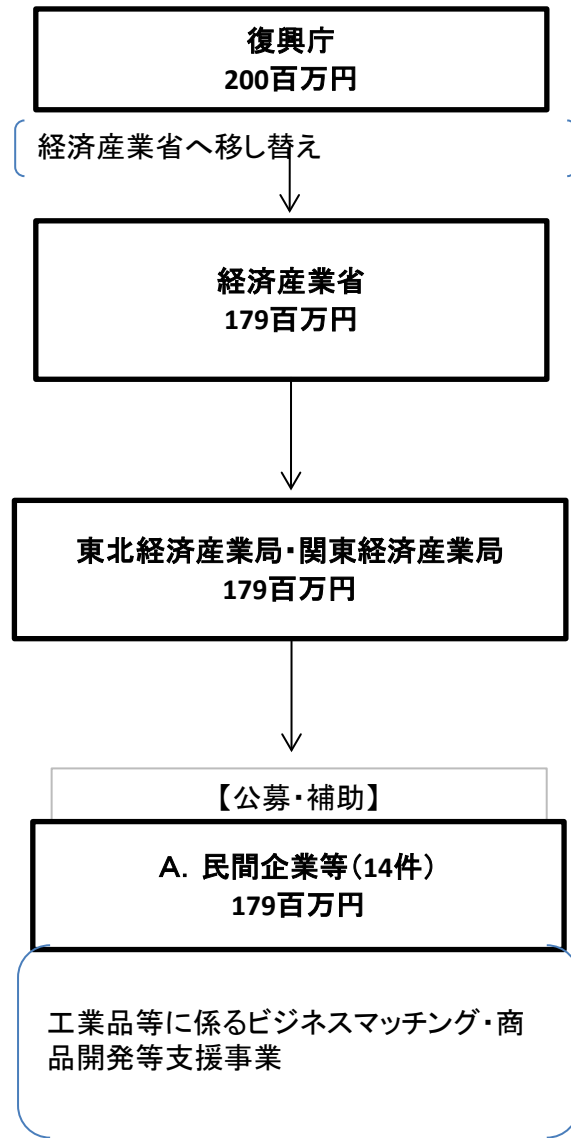 復興庁
200百万円
経済産業省へ移し替え
経済産業省
179百万円
東北経済産業局・関東経済産業局
179百万円
【公募・補助】
A．民間企業等（14件）
179百万円
工業品等に係るビジネスマッチング・商
品開発等支援事業